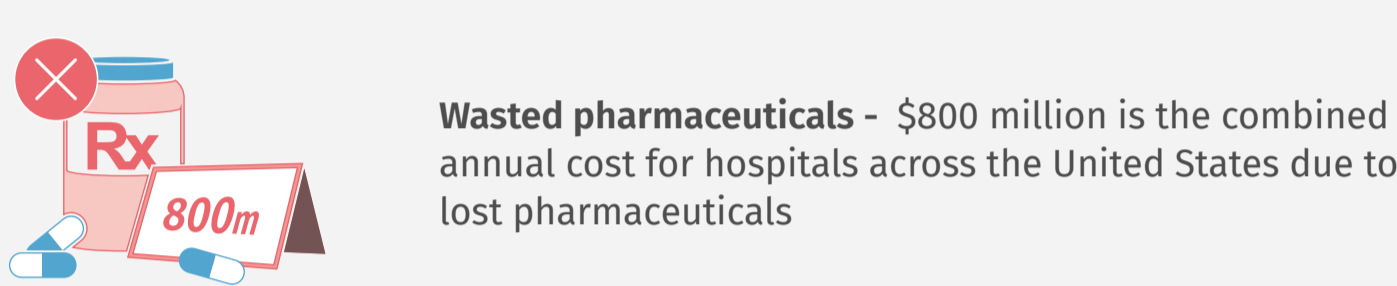 Rx
800m
Wasted pharmaceuticals - $800 million is the combined
annual cost for hospitals across the United States due to
lost pharmaceuticals